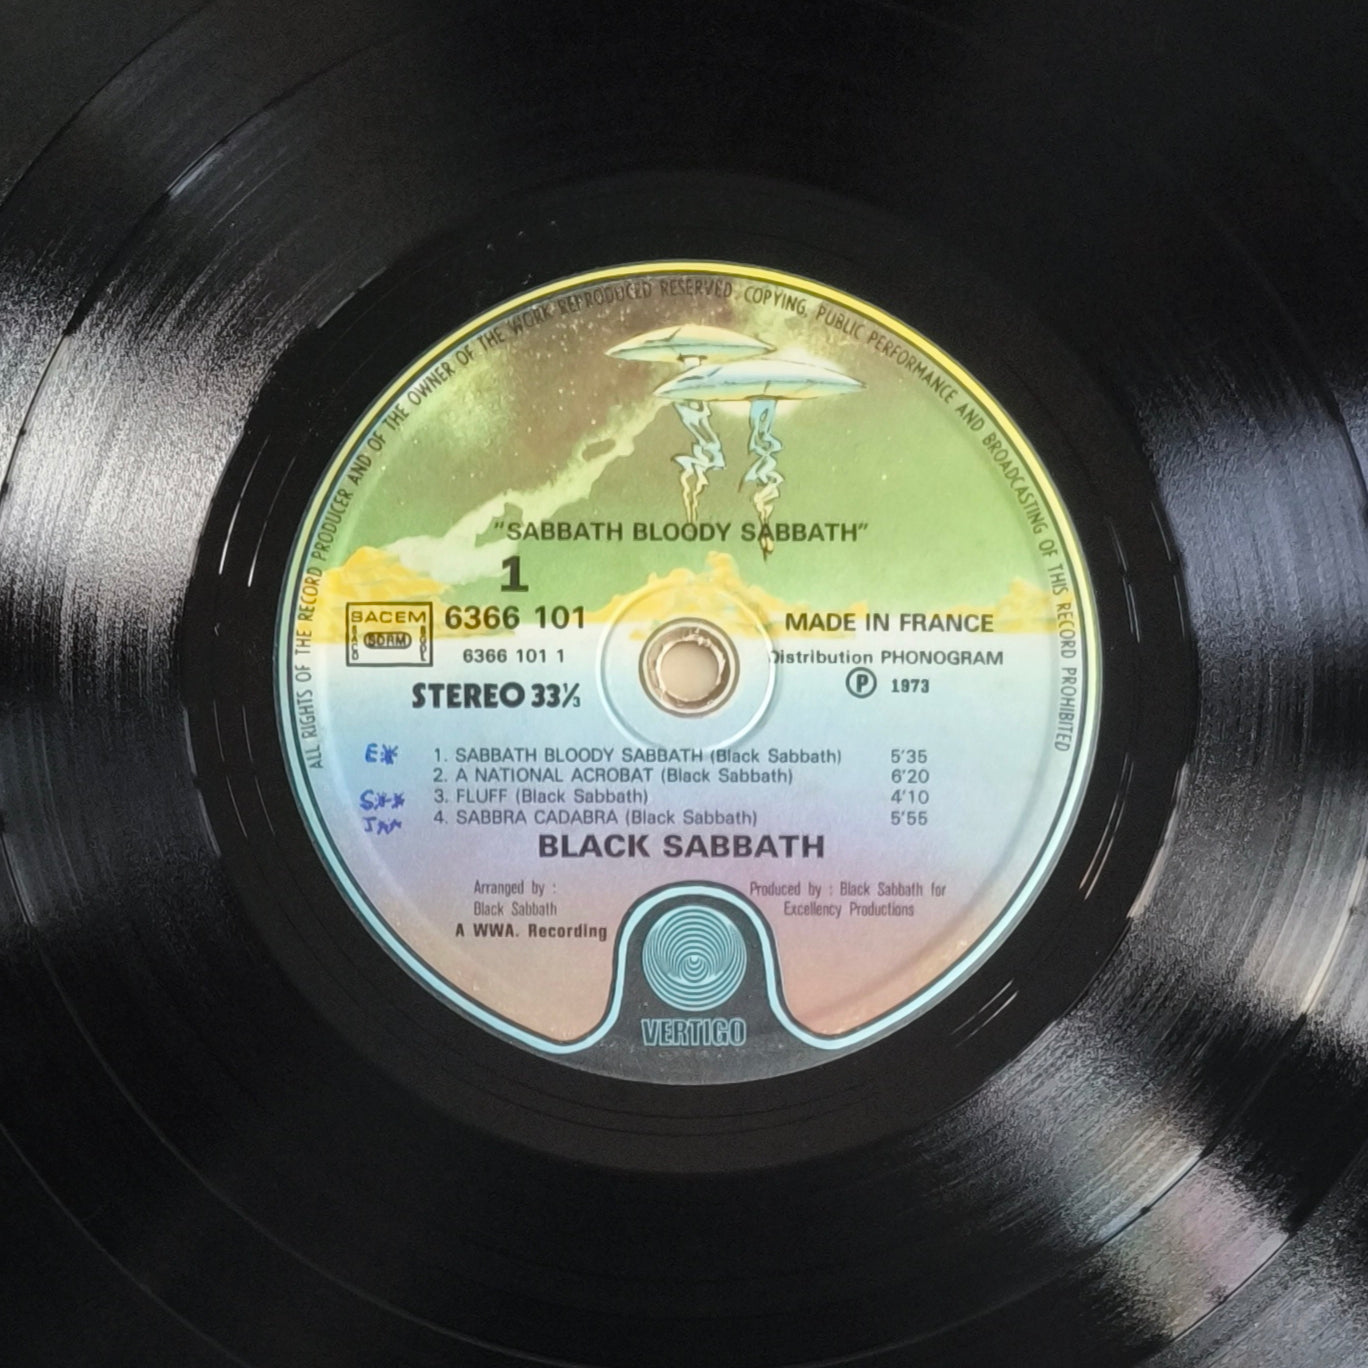 ALL RIGHTS OF THE RECORD PRODUCER AND OF THE OWNER OF THE WORK REPRODUCED RESERVED COPYING, PUBLIC PERFORMANCE AND BROADCASTING OF THIS RECORD PROHIBITED
"SABBATH BLOODY SABBATH"
1
SACEM
SDRM
6366 101
6366 101 1
STEREO 33⅓
MADE IN FRANCE
Distribution PHONOGRAM
Ⓟ 1973
E* 1. SABBATH BLOODY SABBATH (Black Sabbath) 5'35
2. A NATIONAL ACROBAT (Black Sabbath) 6'20
S** 3. FLUFF (Black Sabbath) 4'10
4. SABBRA CADABRA (Black Sabbath) 5'55
BLACK SABBATH
Arranged by :
Black Sabbath
A WWA. Recording
Produced by : Black Sabbath for
Excellency Productions
VERTIGO